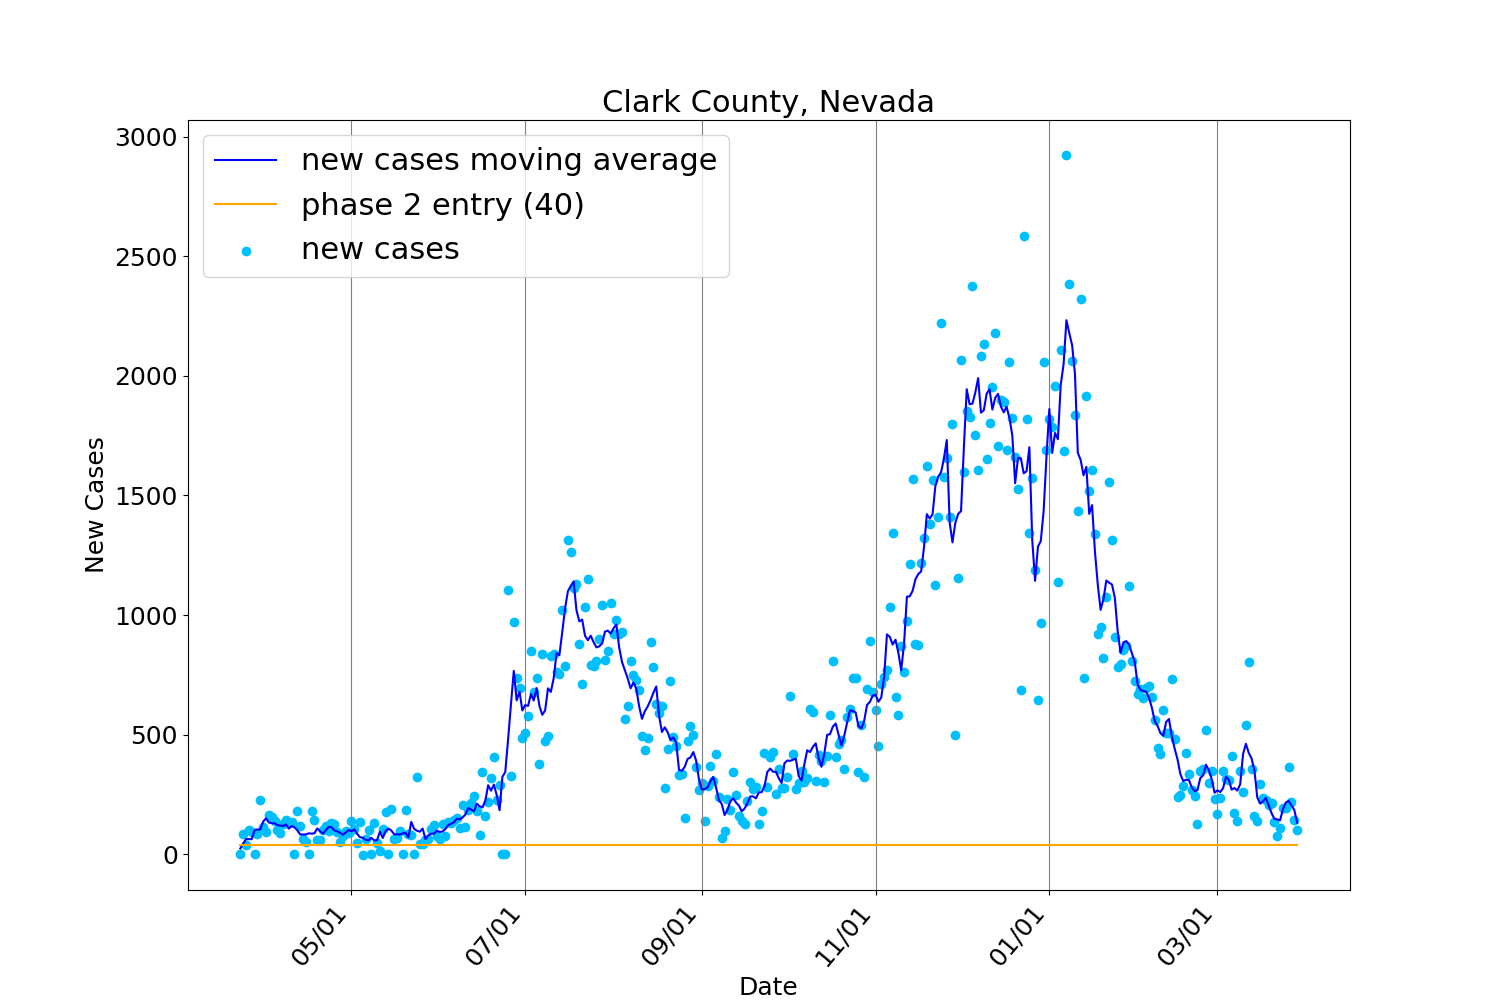 Clark County, Nevada
new cases moving average
phase 2 entry (40)
new cases
3000
2500
2000
1500
1000
500
0
New Cases
05/01
07/01
09/01
11/01
01/01
03/01
Date